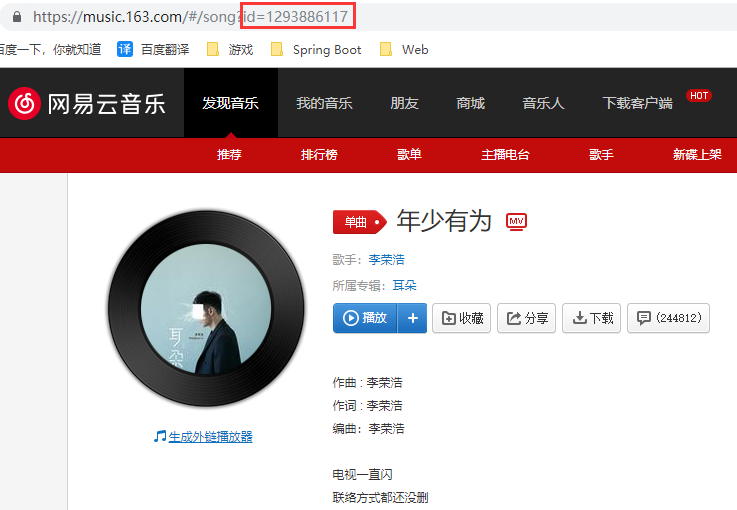 https://music.163.com/#/song?id=1293886117
百度一下，你就知道 译 百度翻译 游戏 Spring Boot Web
网易云音乐 发现音乐 我的音乐 朋友 商城 音乐人 下载客户端 HOT
推荐 排行榜 歌单 主播电台 歌手 新碟上架
单曲 年少有为 MV
歌手：李荣浩
所属专辑：耳朵
播放 + 收藏 分享 下载 (244812)
耳朵
作曲 : 李荣浩
作词 : 李荣浩
编曲：李荣浩
生成外链播放器
电视一直闪
联络方式都还没删